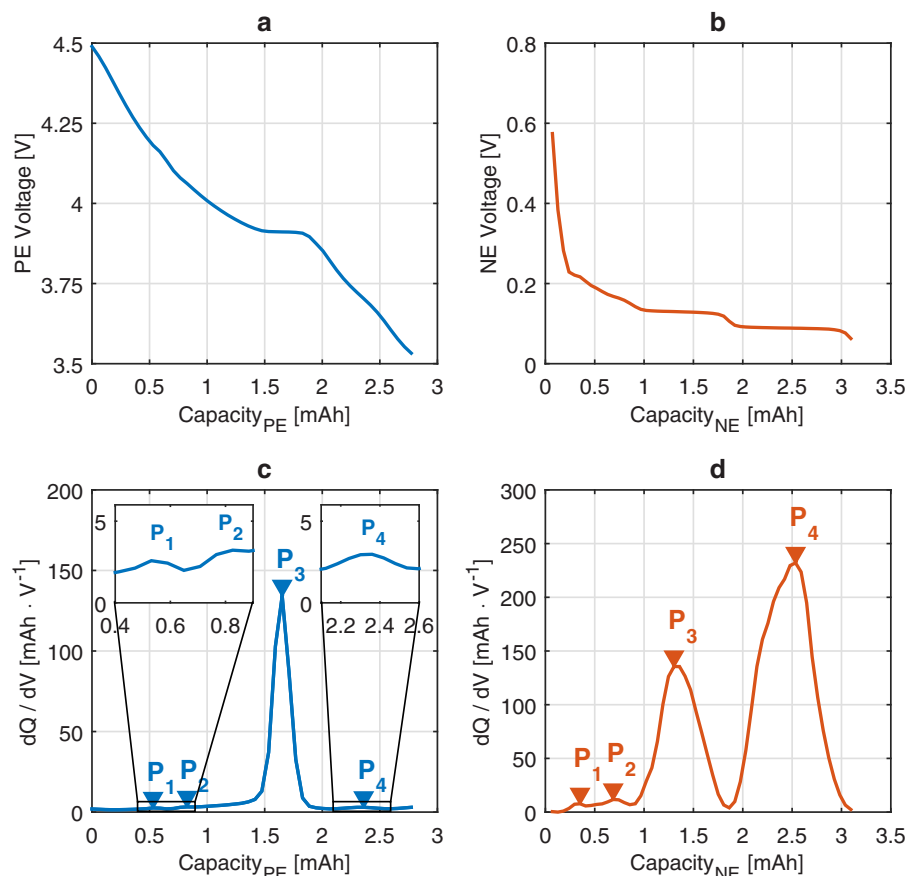 a
4.5
4.25
4
3.75
3.5
PE Voltage [V]
0 0.5 1 1.5 2 2.5 3
Capacity_PE [mAh]
b
0.8
0.6
0.4
0.2
0
NE Voltage [V]
0 0.5 1 1.5 2 2.5 3 3.5
Capacity_NE [mAh]
c
200
150
100
50
0
dQ / dV [mAh · V⁻¹]
5
0
P₁
P₂
0.4 0.6 0.8
5
0
P₄
2.2 2.4 2.6
P₃
P₁
P₂
P₄
0 0.5 1 1.5 2 2.5 3
Capacity_PE [mAh]
d
300
250
200
150
100
50
0
dQ / dV [mAh · V⁻¹]
P₄
P₃
P₁
P₂
0 0.5 1 1.5 2 2.5 3 3.5
Capacity_NE [mAh]